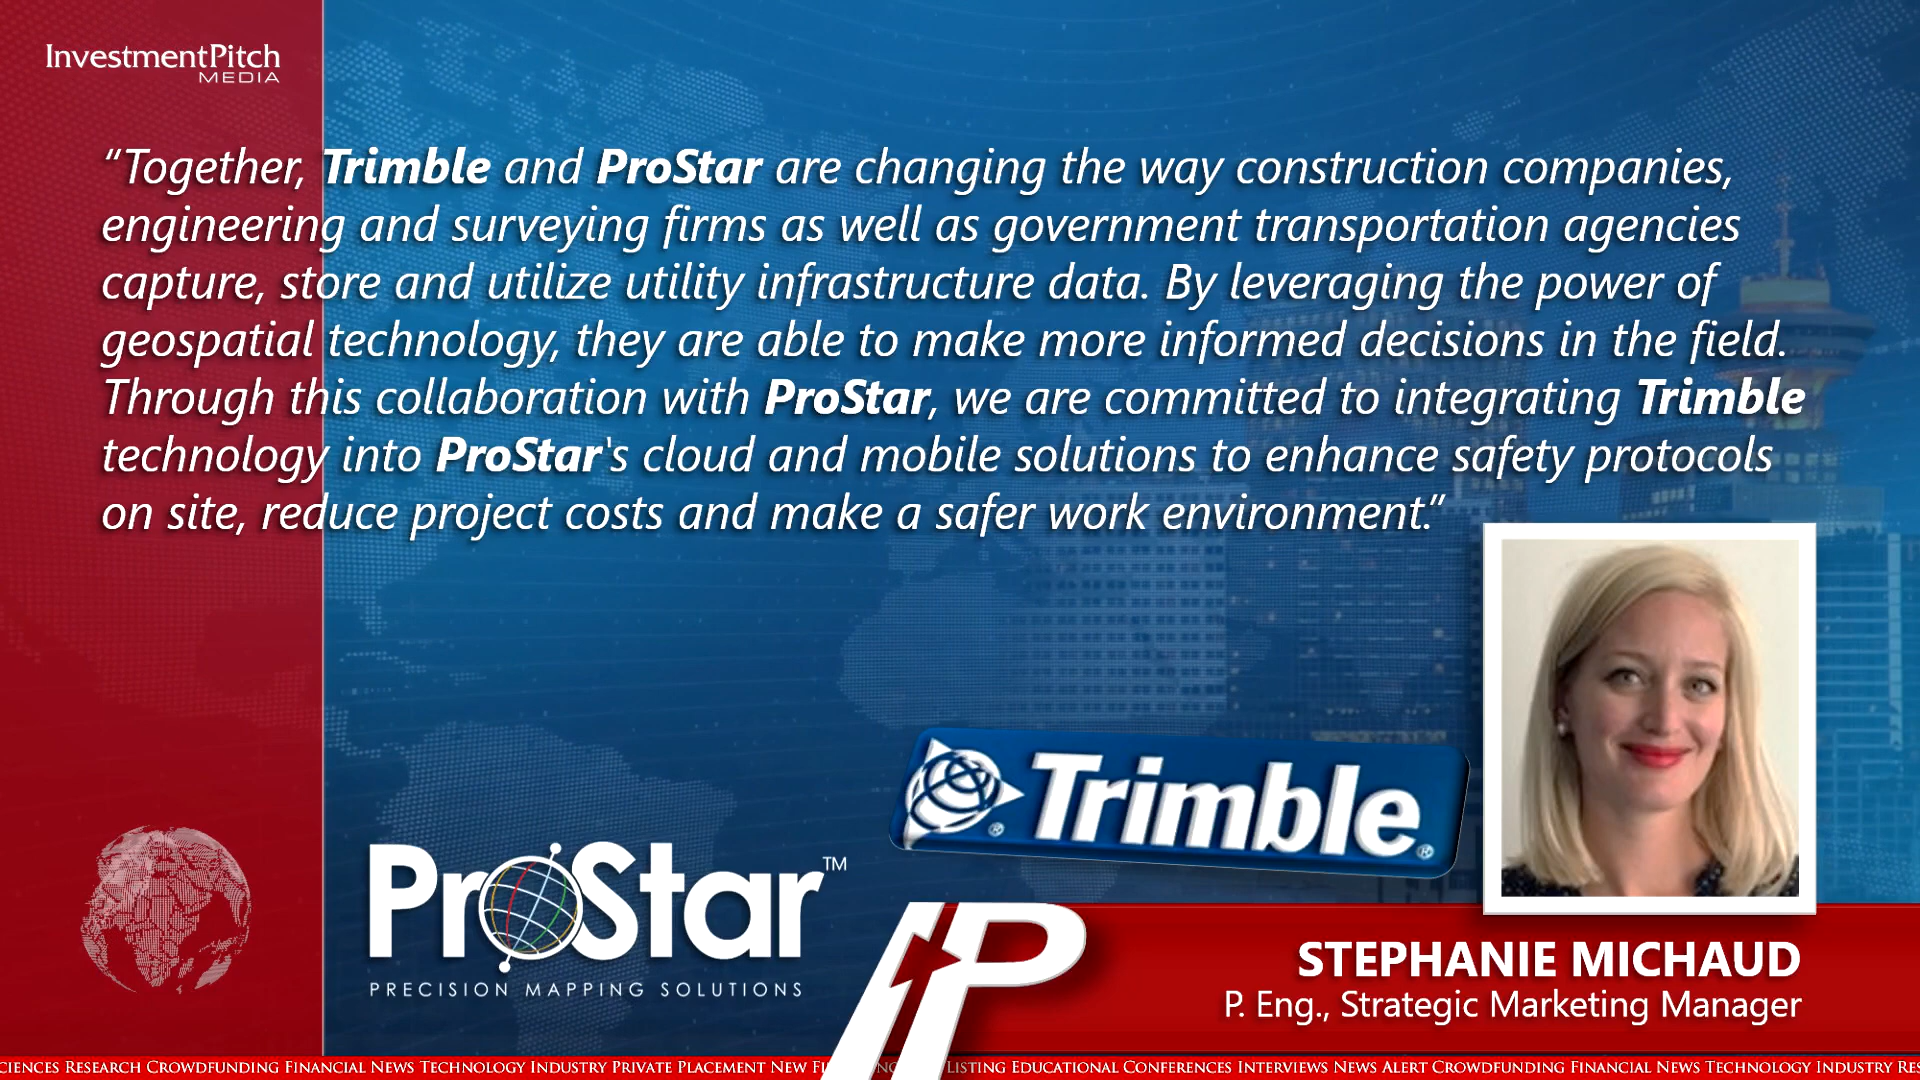 InvestmentPitch
MEDIA
“Together, Trimble and ProStar are changing the way construction companies,
engineering and surveying firms as well as government transportation agencies
capture, store and utilize utility infrastructure data. By leveraging the power of
geospatial technology, they are able to make more informed decisions in the field.
Through this collaboration with ProStar, we are committed to integrating Trimble
technology into ProStar's cloud and mobile solutions to enhance safety protocols
on site, reduce project costs and make a safer work environment.”
Trimble®
ProStar™
PRECISION MAPPING SOLUTIONS
IP
STEPHANIE MICHAUD
P. Eng., Strategic Marketing Manager
RESEARCH CROWDFUNDING FINANCIAL NEWS TECHNOLOGY INDUSTRY PRIVATE PLACEMENT NEW LISTING EDUCATIONAL CONFERENCES INTERVIEWS NEWS ALERT CROWDFUNDING FINANCIAL NEWS TECHNOLOGY INDUSTRY